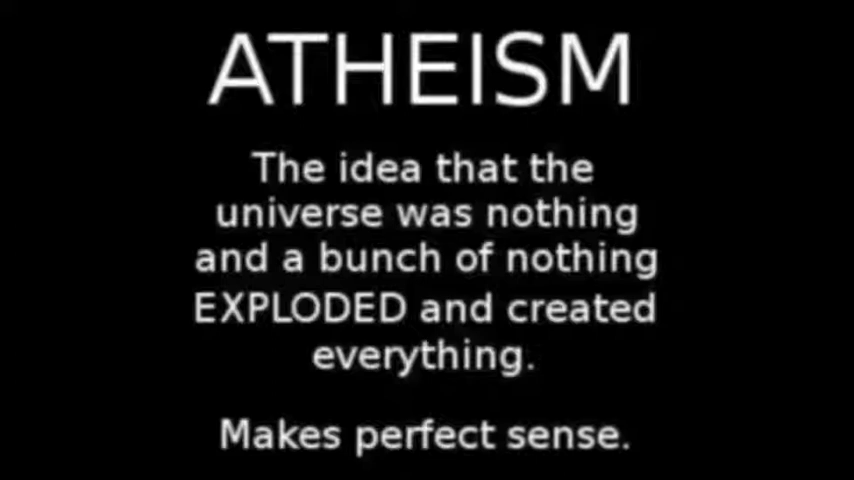 ATHEISM
The idea that the
universe was nothing
and a bunch of nothing
EXPLODED and created
everything.
Makes perfect sense.